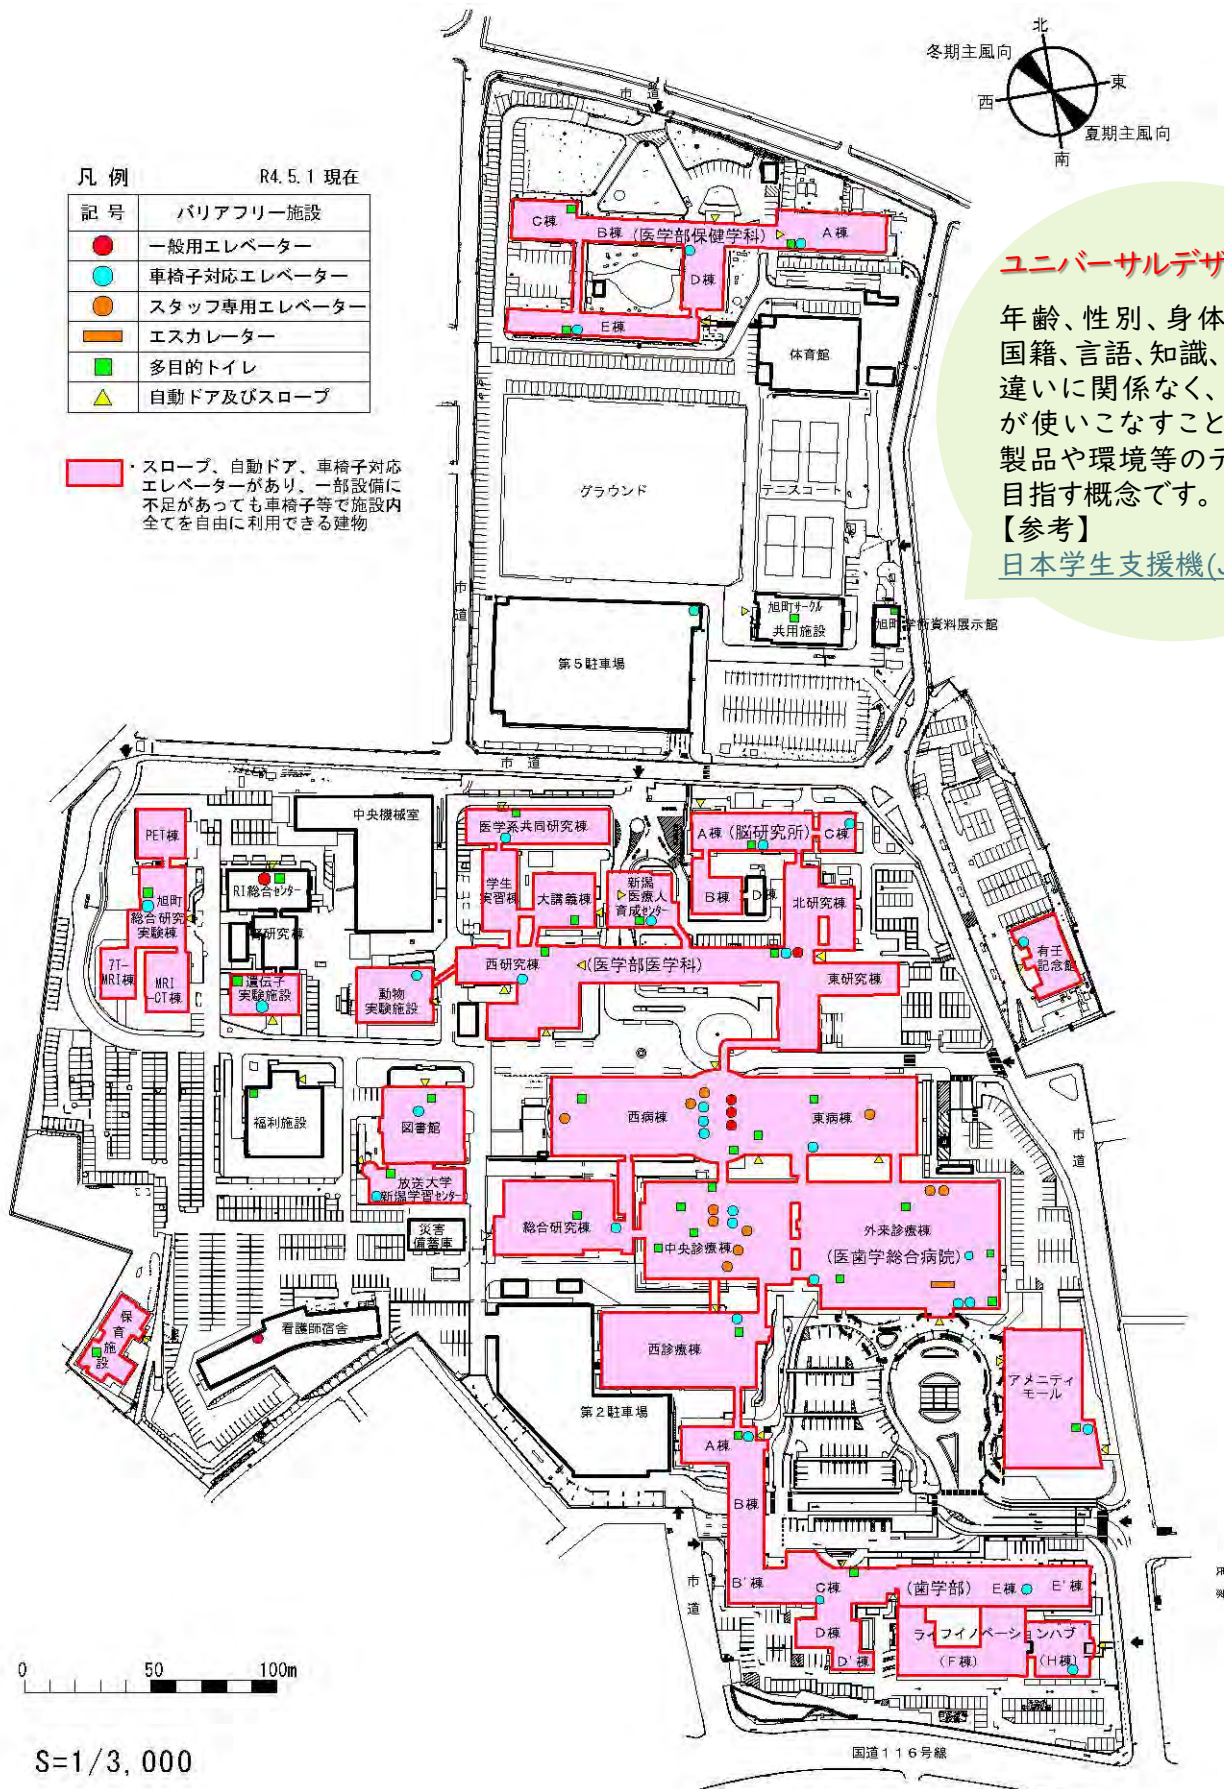 北
冬期主風向
東
西
夏期主風向
南
市道
凡例 R4.5.1 現在
記号 バリアフリー施設
一般用エレベーター
車椅子対応エレベーター
スタッフ専用エレベーター
エスカレーター
多目的トイレ
自動ドア及びスロープ
・スロープ、自動ドア、車椅子対応
エレベーターがあり、一部設備に
不足があっても車椅子等で施設内
全てを自由に利用できる建物
ユニバーサルデザ
年齢、性別、身体
国籍、言語、知識、
違いに関係なく、
が使いこなすこと
製品や環境等のデ
目指す概念です。
【参考】
日本学生支援機(J
C棟
B棟 (医学部保健学科)
A棟
D棟
E棟
体育館
グラウンド
テニスコート
市道
旭町サークル
共用施設
旭町学術資料展示館
第5駐車場
市道
中央機械室
PET棟
医学系共同研究棟
A棟 (脳研究所) C棟
RI総合センター
学生
実習棟
大講義棟
新潟
医療人
育成センター
B棟
D棟
北研究棟
旭町
総合研究
実験棟
研究棟
7T-
MRI棟
MRI
-CT棟
遺伝子
実験施設
動物
実験施設
西研究棟
(医学部医学科)
東研究棟
有壬
記念館
福利施設
図書館
西病棟
東病棟
市道
放送大学
新潟学習センター
災害
備蓄庫
総合研究棟
中央診療棟
外来診療棟
(医歯学総合病院)
保育施設
看護師宿舎
西診療棟
アメニティ
モール
第2駐車場
A棟
B棟
B'棟
C棟
(歯学部)
E棟
E'棟
市道
D棟
D'棟
ライフイノベーションハブ
(F棟)
(H棟)
0 50 100m
S=1/3,000
国道116号線